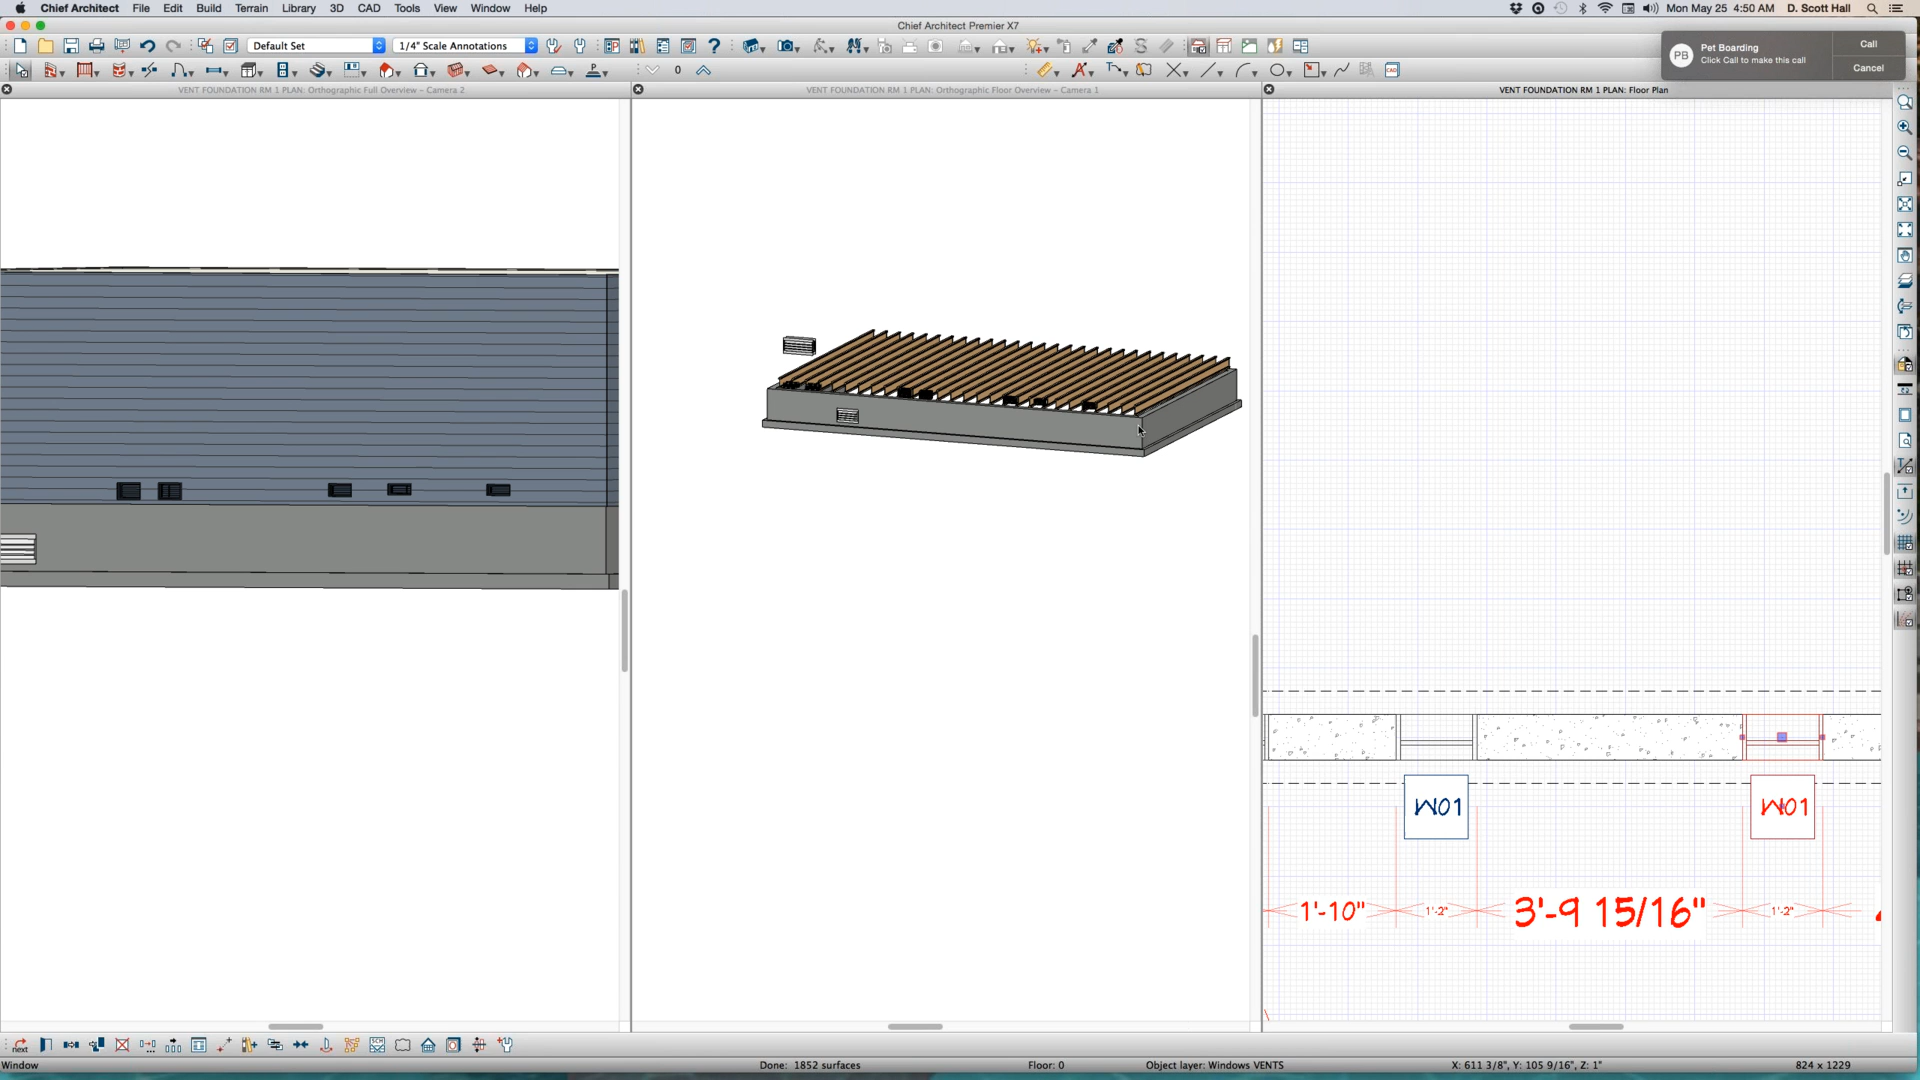 Chief Architect File Edit Build Terrain Library 3D CAD Tools View Window Help
Mon May 25 4:50 AM D. Scott Hall
Chief Architect Premier X7
Default Set 1/4" Scale Annotations
PB Pet Boarding Call
Click Call to make this call Cancel
0
VENT FOUNDATION RM 1 PLAN: Orthographic Full Overview – Camera 2
VENT FOUNDATION RM 1 PLAN: Orthographic Floor Overview – Camera 1
VENT FOUNDATION RM 1 PLAN: Floor Plan
W01 W01
1'-10" 1'-2" 3'-9 15/16" 1'-2"
next
Window Done: 1852 surfaces Floor: 0 Object layer: Windows VENTS X: 611 3/8", Y: 105 9/16", Z: 1" 824 x 1229